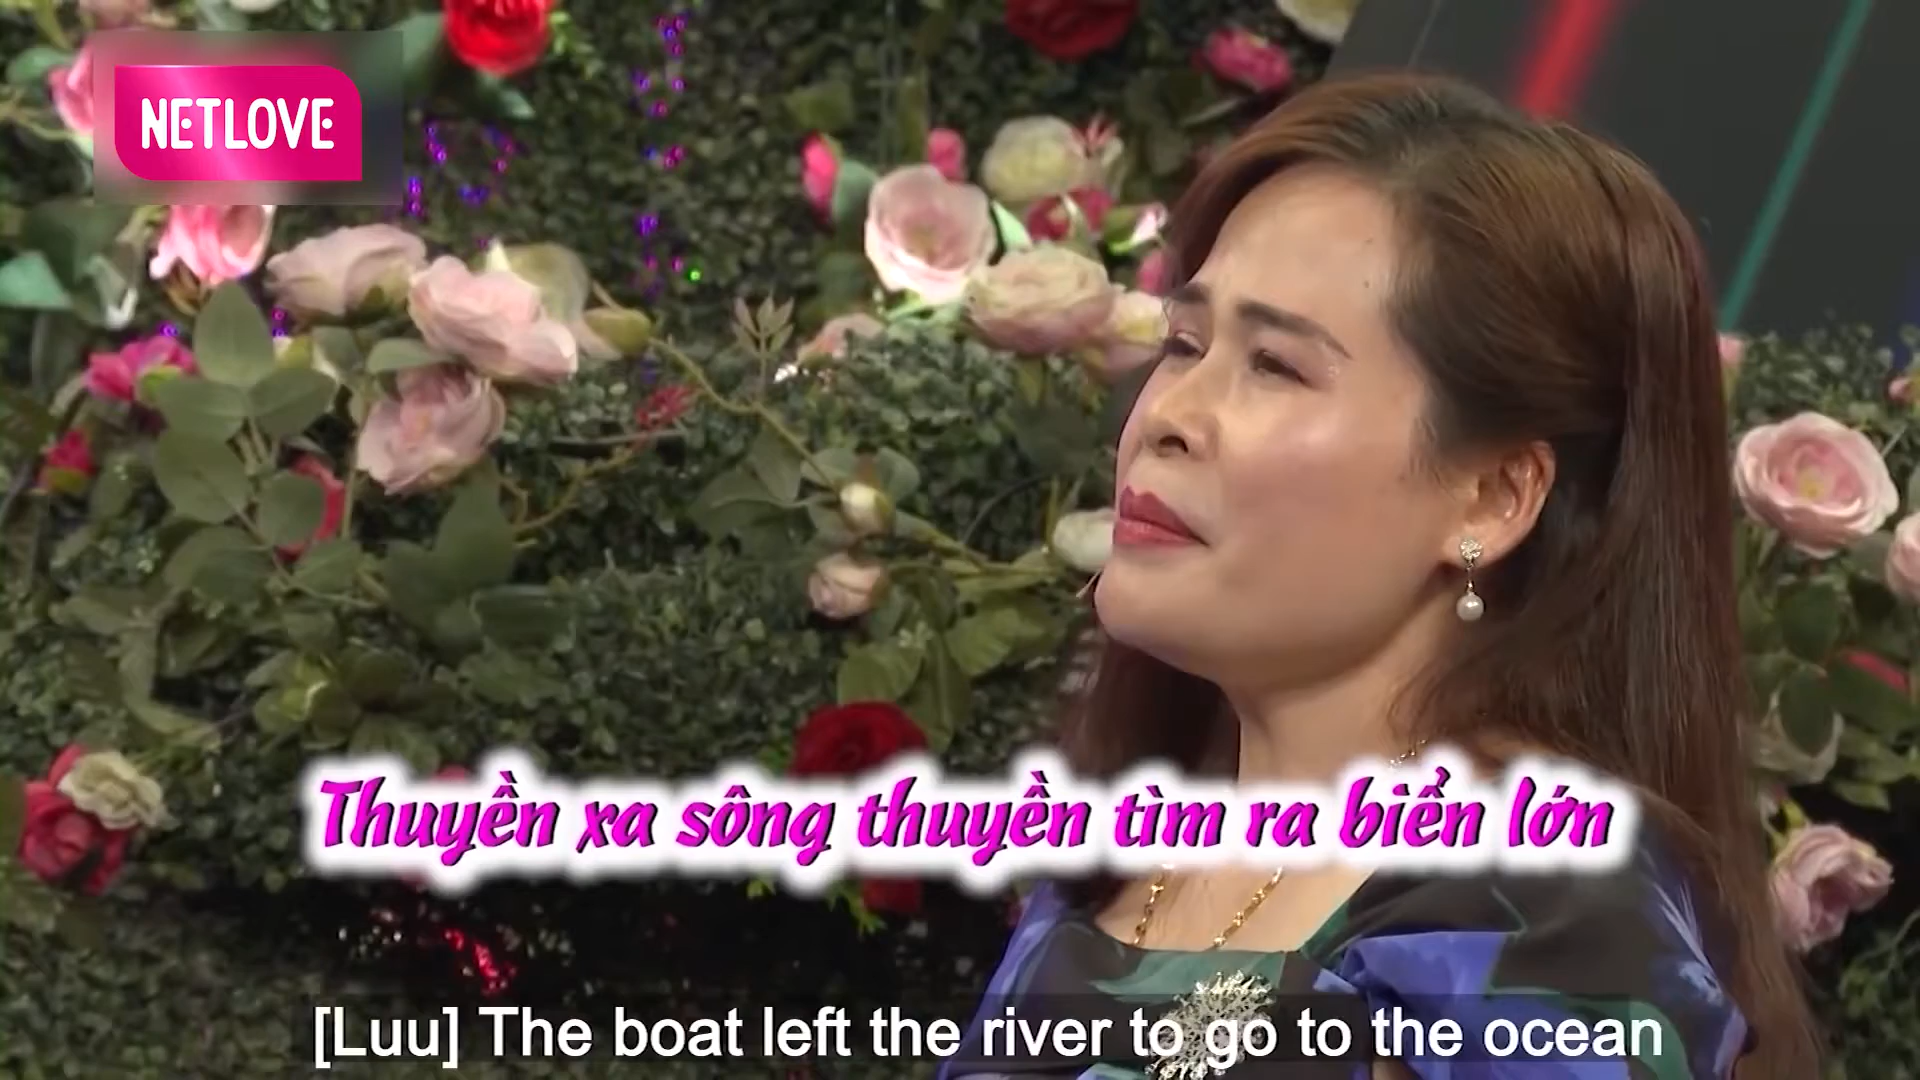 NETLOVE
Thuyền xa sông thuyền tìm ra biển lớn
[Luu] The boat left the river to go to the ocean